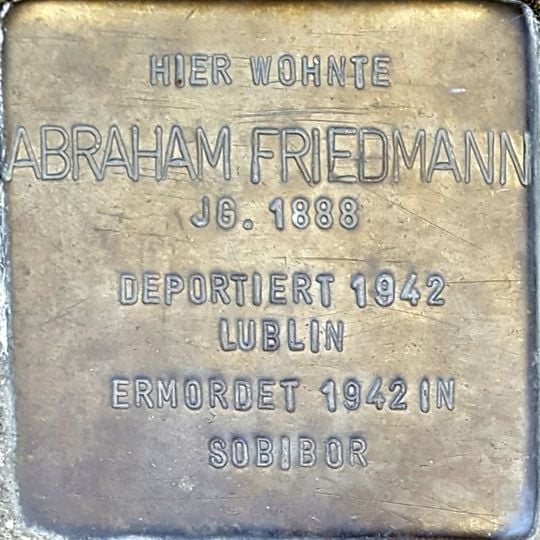 HIER WOHNTE
ABRAHAM FRIEDMANN
JG. 1888
DEPORTIERT 1942
LUBLIN
ERMORDET 1942 IN
SOBIBOR